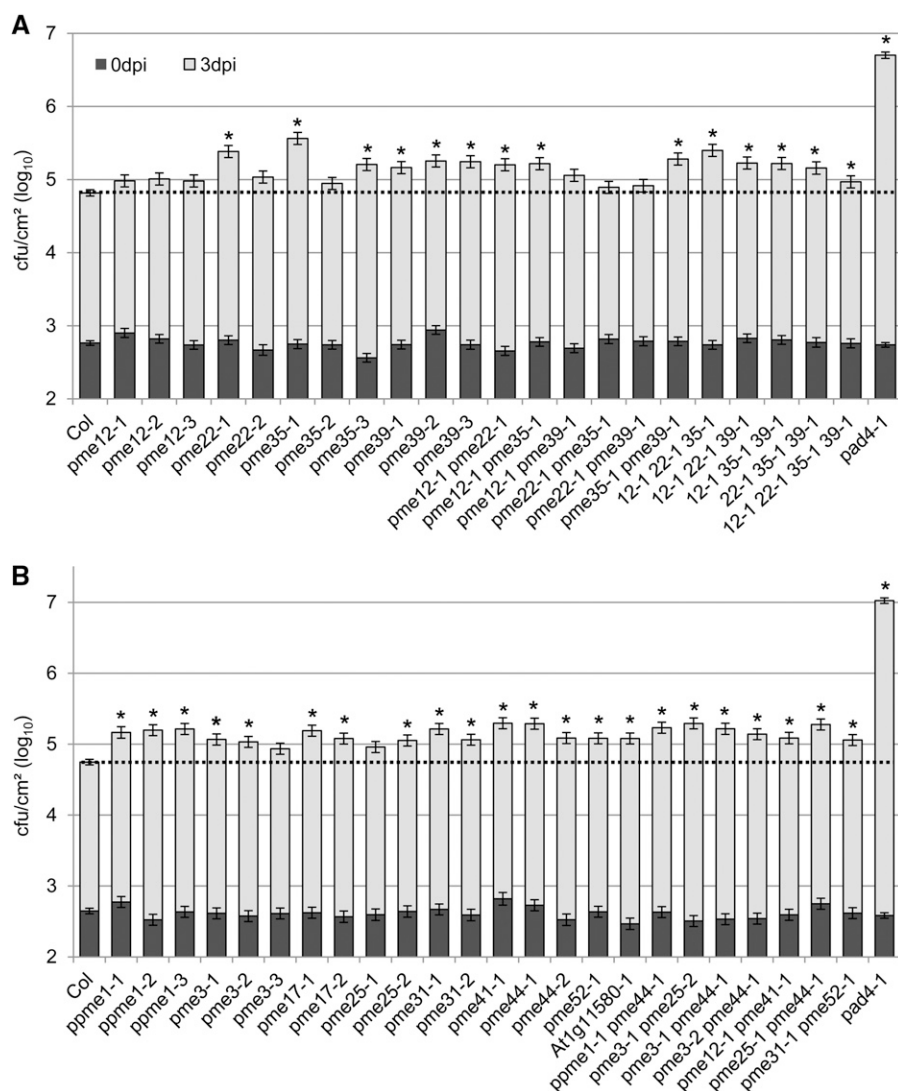 A
7
6
5
4
3
2
cfu/cm² (log₁₀)
0dpi 3dpi
* * * * * * * * * * * * * * *
Col pme12-1 pme12-2 pme12-3 pme22-1 pme22-2 pme35-1 pme35-2 pme35-3 pme39-1 pme39-2 pme39-3 pme12-1 pme22-1 pme12-1 pme35-1 pme12-1 pme39-1 pme22-1 pme35-1 pme22-1 pme39-1 pme35-1 pme39-1 12-1 22-1 35-1 12-1 22-1 39-1 12-1 35-1 39-1 22-1 35-1 39-1 12-1 22-1 35-1 39-1 pad4-1
B
7
6
5
4
3
2
cfu/cm² (log₁₀)
* * * * * * * * * * * * * * * * * * * * * *
Col ppme1-1 ppme1-2 ppme1-3 pme3-1 pme3-2 pme3-3 pme17-1 pme17-2 pme25-1 pme25-2 pme31-1 pme31-2 pme41-1 pme44-1 pme44-2 pme52-1 At1g11580-1 ppme1-1 pme44-1 pme3-1 pme25-2 pme3-1 pme44-1 pme3-2 pme44-1 pme12-1 pme41-1 pme25-1 pme44-1 pme31-1 pme52-1 pad4-1